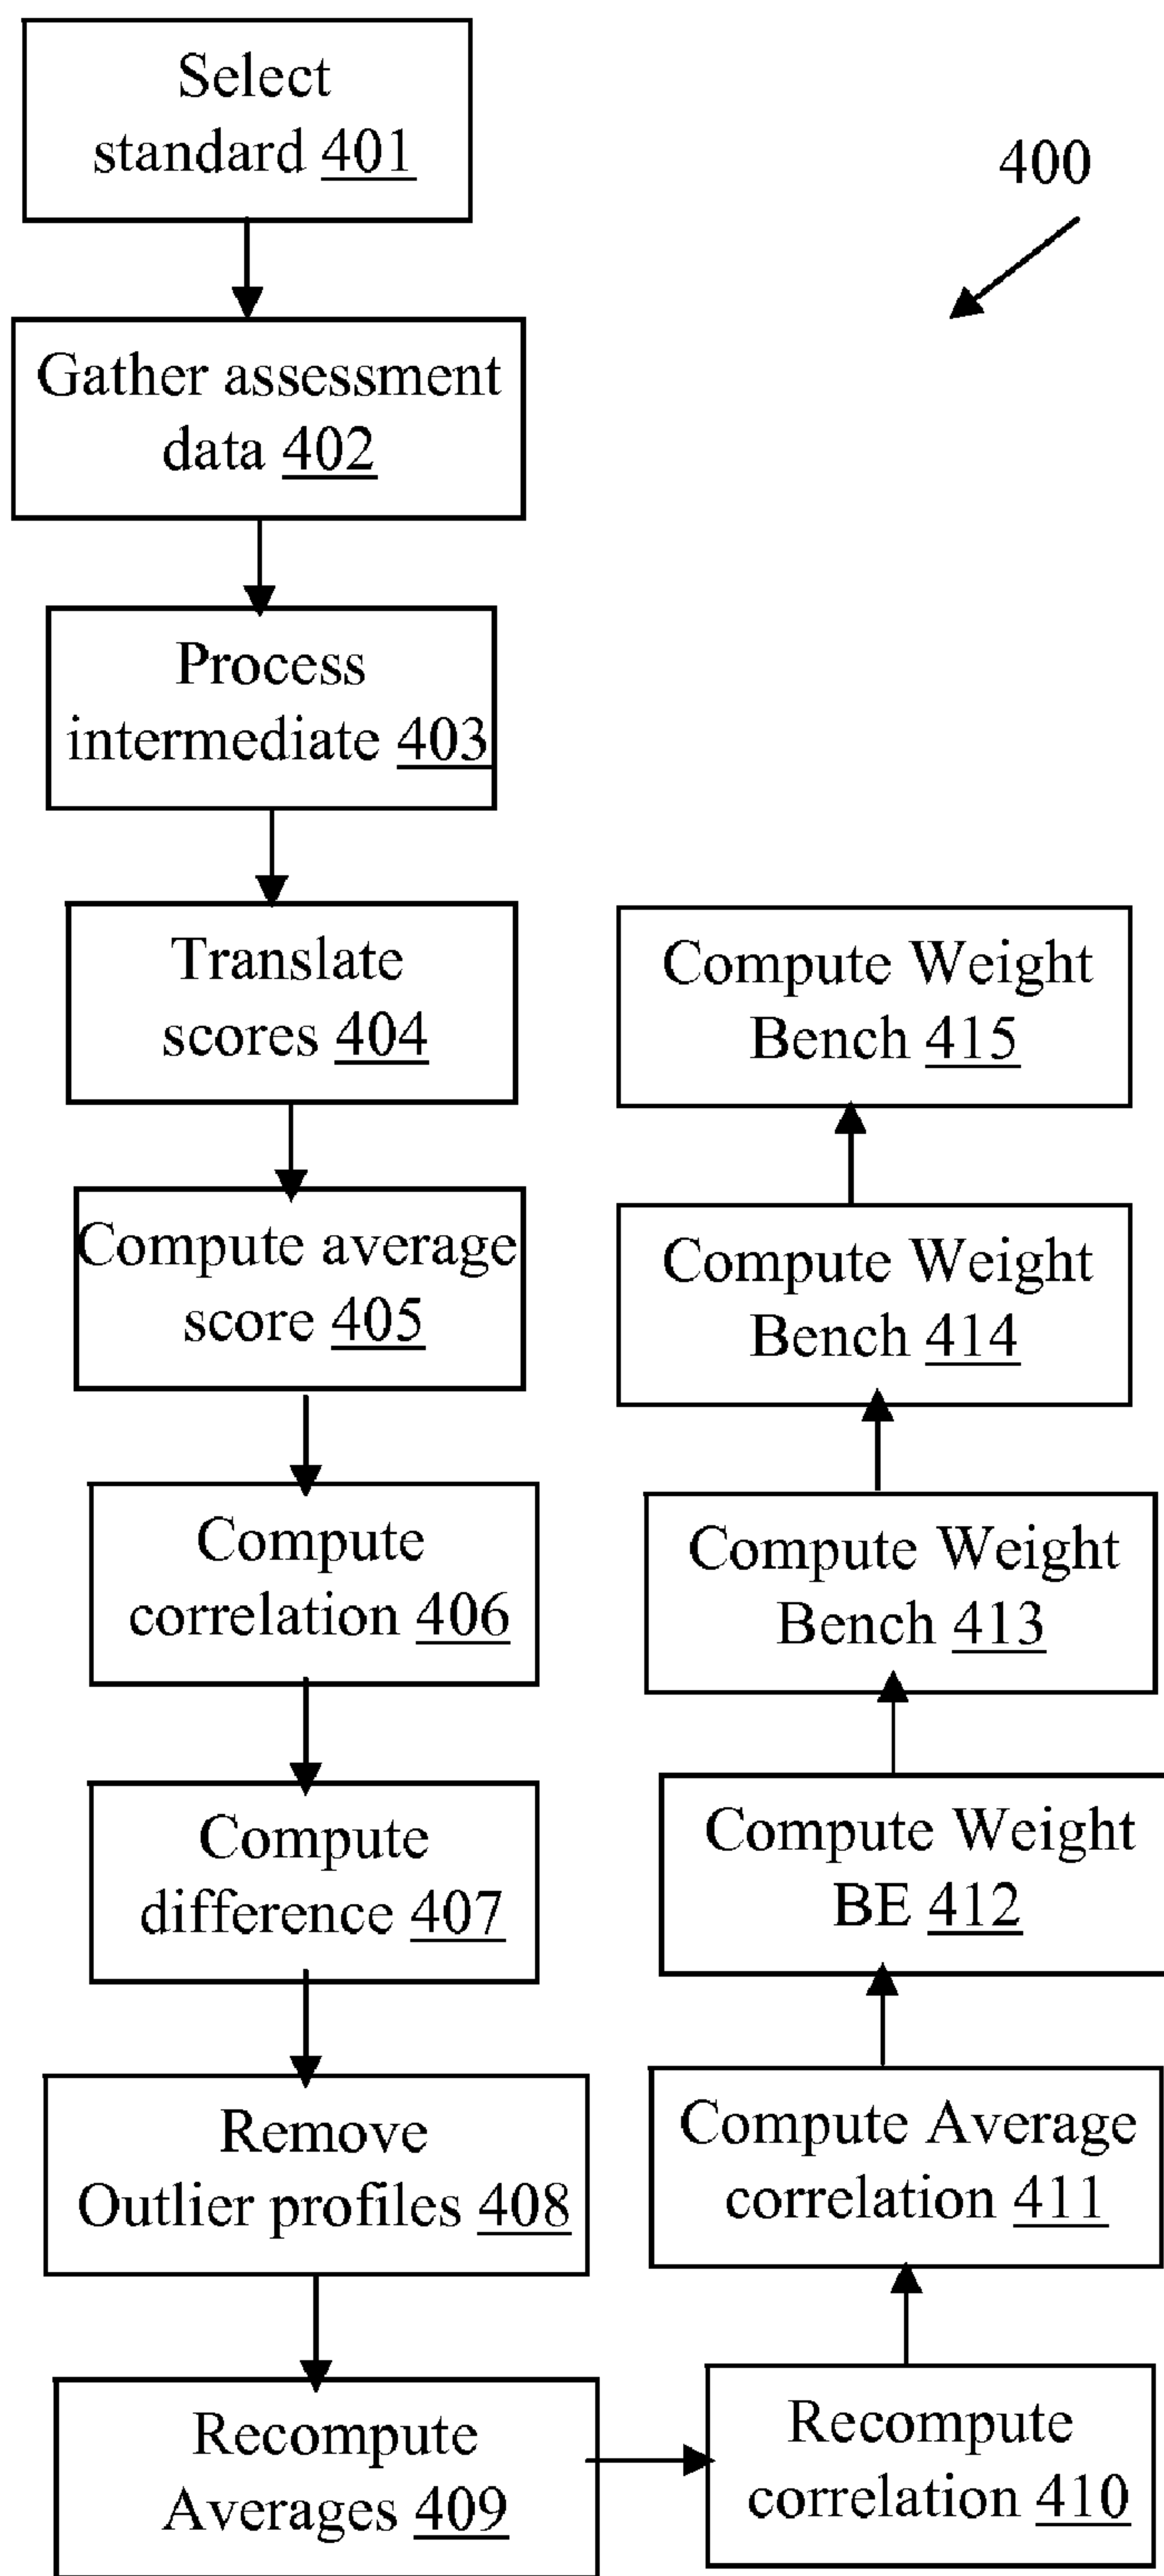 Select
standard 401
400
Gather assessment
data 402
Process
intermediate 403
Translate
scores 404
Compute average
score 405
Compute
correlation 406
Compute
difference 407
Remove
Outlier profiles 408
Recompute
Averages 409
Recompute
correlation 410
Compute Average
correlation 411
Compute Weight
BE 412
Compute Weight
Bench 413
Compute Weight
Bench 414
Compute Weight
Bench 415